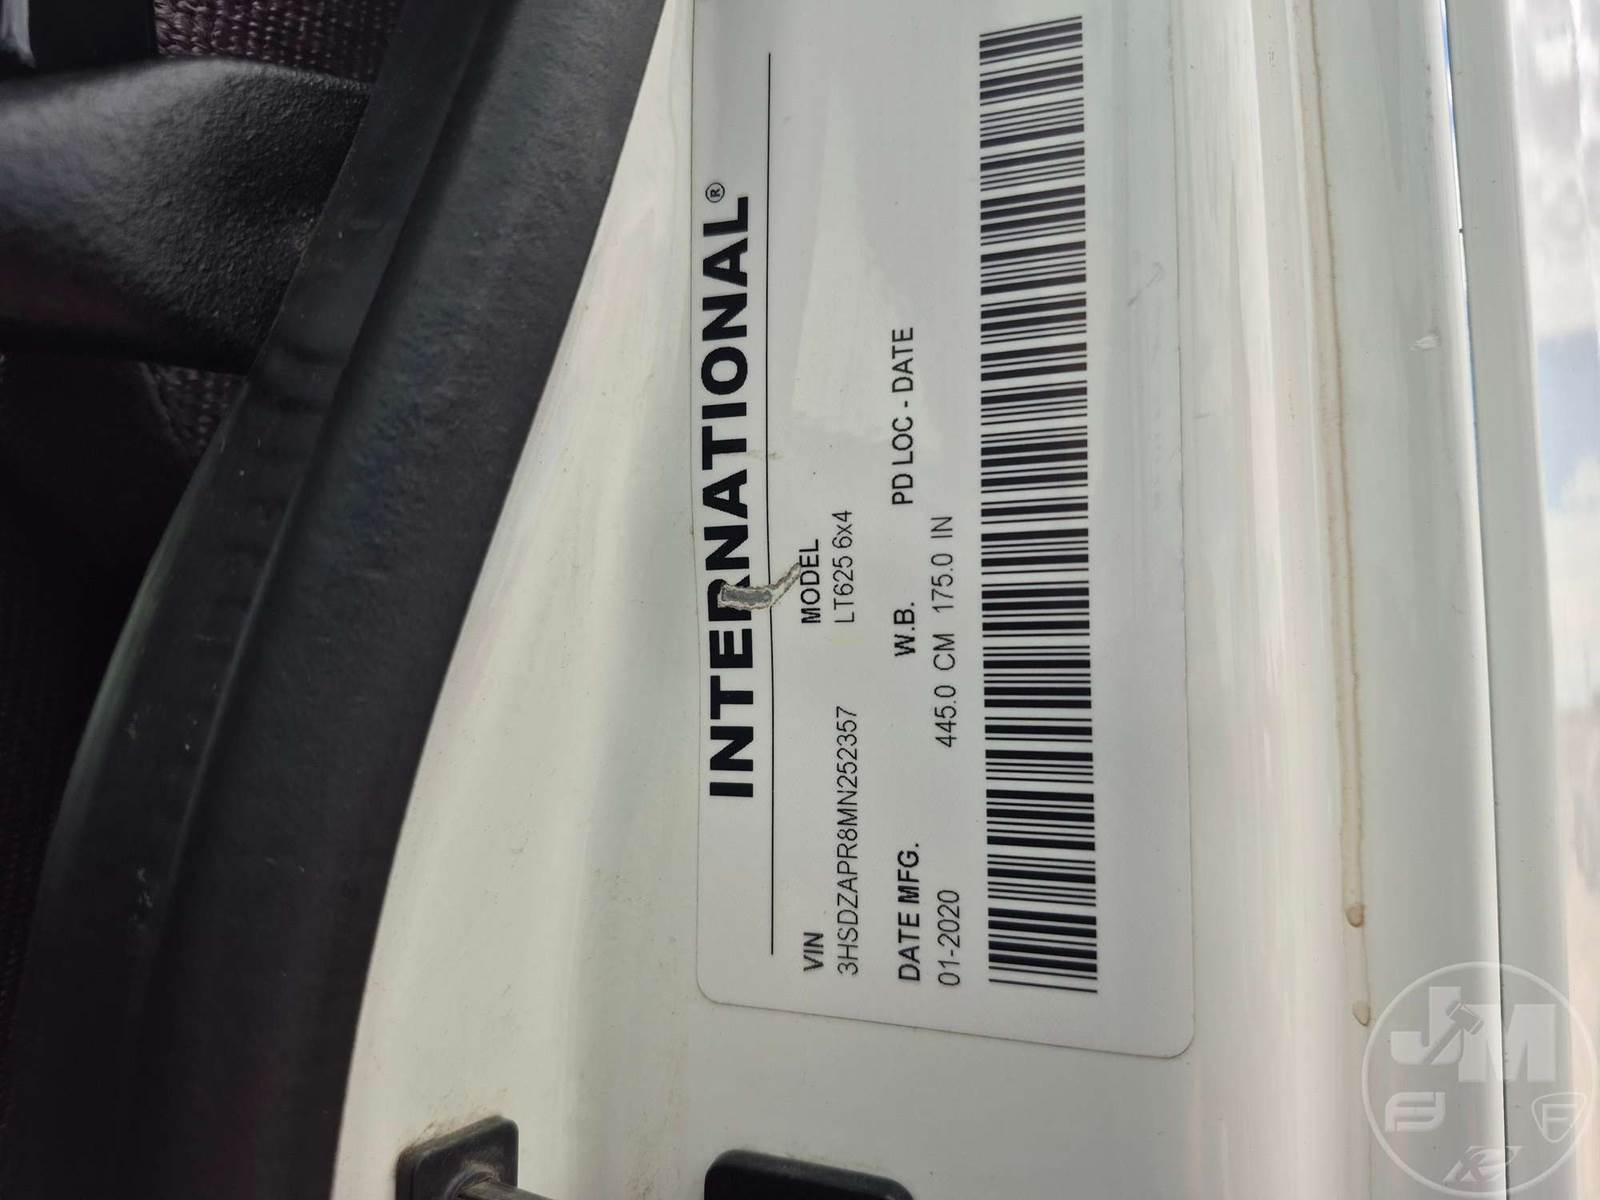 INTERNATIONAL®
VIN MODEL
3HSDZAPR8MN252357 LT625 6x4
DATE MFG. W.B. PD LOC - DATE
01-2020 445.0 CM 175.0 IN
JM